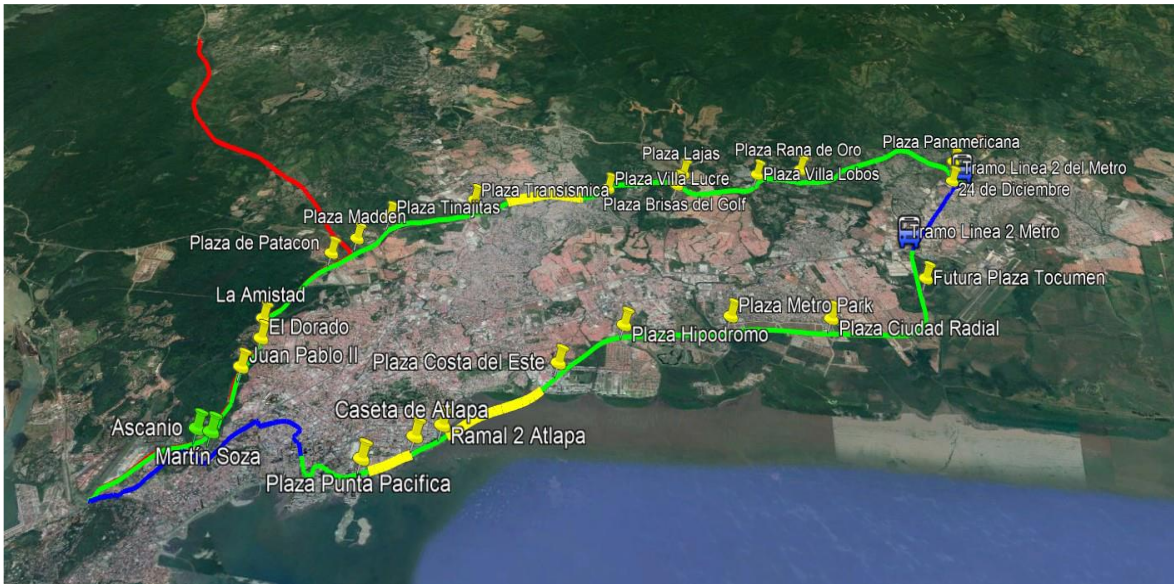 Plaza Panamericana
Plaza Rana de Oro
Plaza Lajas
Tramo Linea 2 del Metro
Plaza Villa Lobos
Plaza Villa Lucre
24 de Diciembre
Plaza Transismica
Plaza Brisas del Golf
Plaza Tinajitas
Plaza Madden
Tramo Linea 2 Metro
Plaza de Patacon
Futura Plaza Tocumen
La Amistad
Plaza Metro Park
El Dorado
Plaza Ciudad Radial
Plaza Hipodromo
Juan Pablo II
Plaza Costa del Este
Caseta de Atlapa
Ascanio
Ramal 2 Atlapa
Martín Soza
Plaza Punta Pacifica